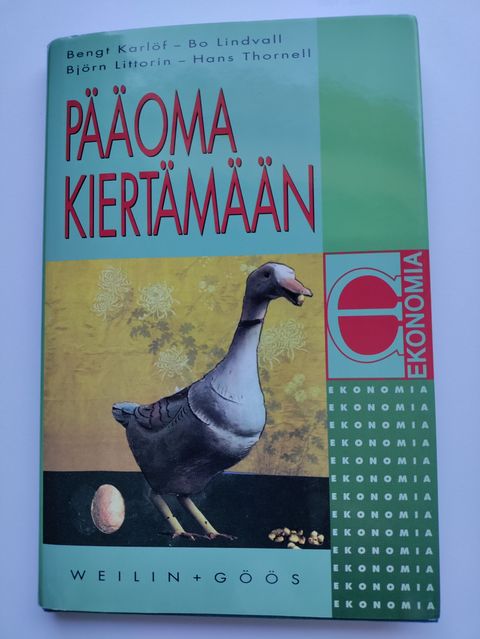 Bengt Karlöf – Bo Lindvall
Björn Littorin – Hans Thornell
PÄÄOMA
KIERTÄMÄÄN
EKONOMIA
EKONOMIA
EKONOMIA
EKONOMIA
EKONOMIA
EKONOMIA
EKONOMIA
EKONOMIA
EKONOMIA
EKONOMIA
EKONOMIA
EKONOMIA
EKONOMIA
EKONOMIA
WEILIN + GÖÖS